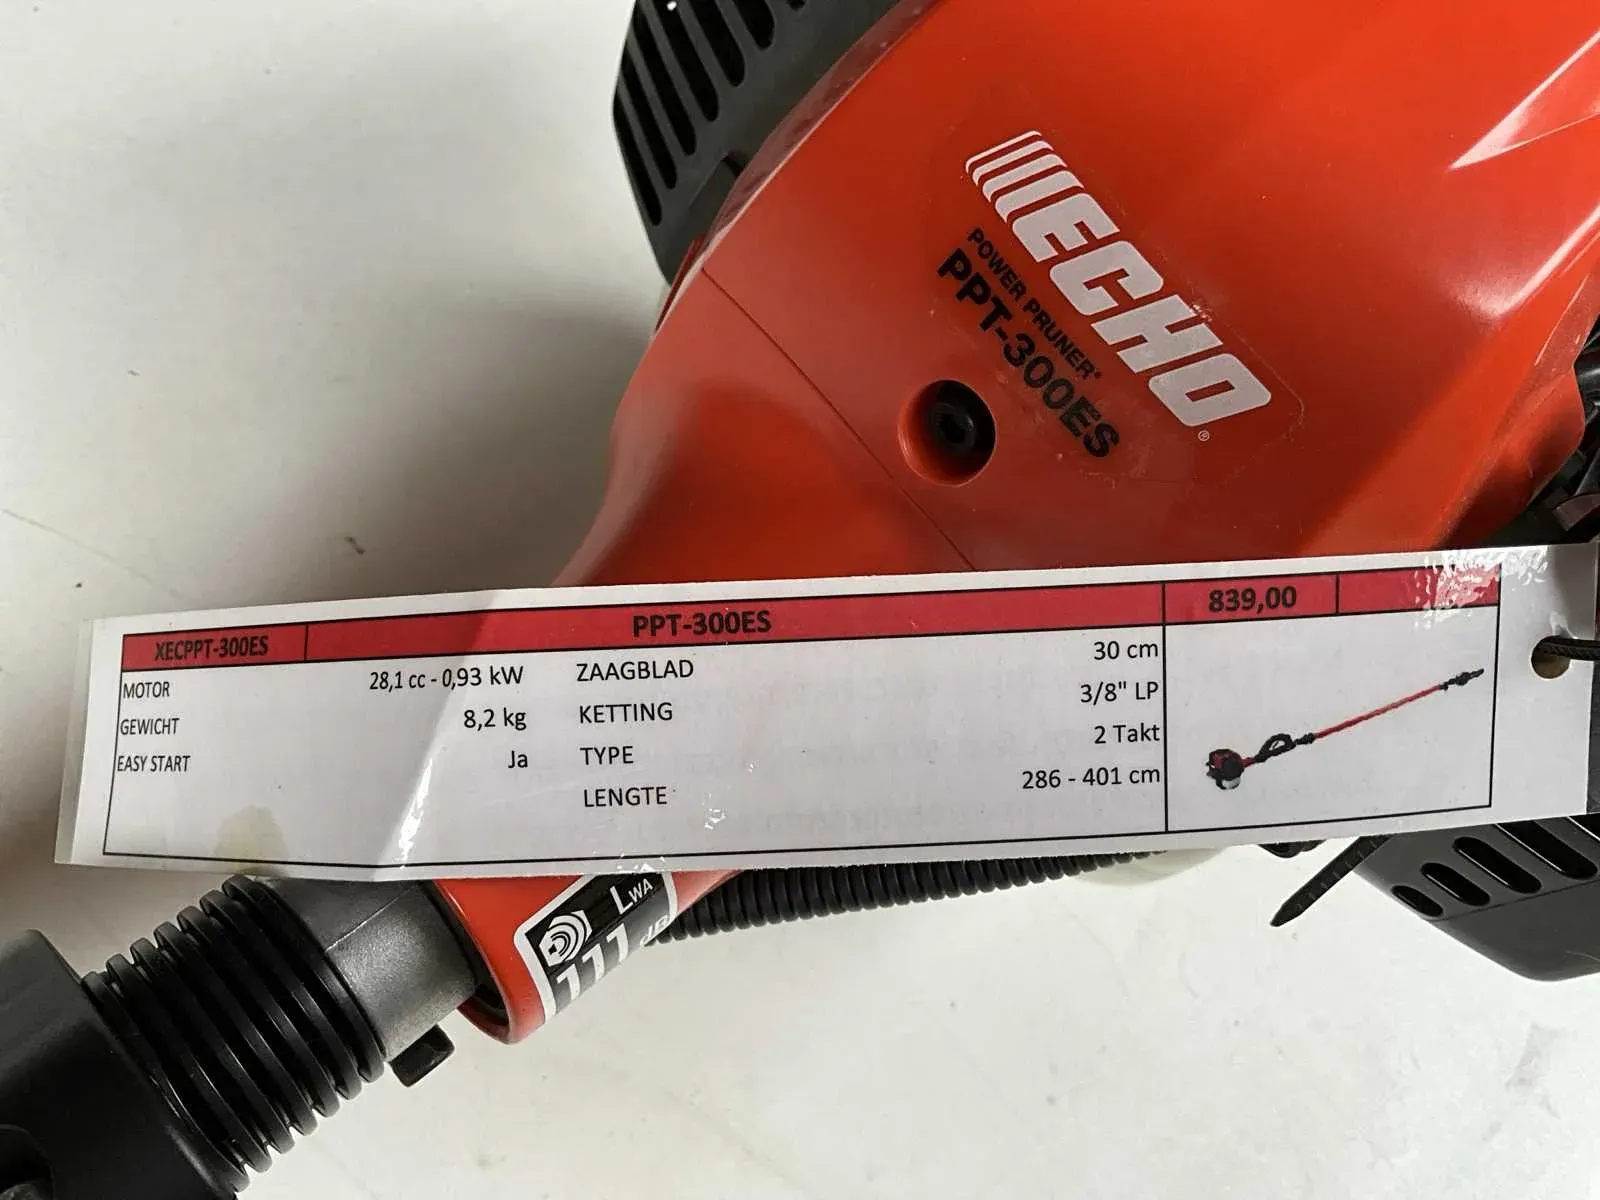 ECHO®
POWER PRUNER®
PPT-300ES
XECPPT-300ES PPT-300ES 839,00
MOTOR 28,1 cc - 0,93 kW ZAAGBLAD 30 cm
GEWICHT 8,2 kg KETTING 3/8" LP
EASY START Ja TYPE 2 Takt
LENGTE 286 - 401 cm
LWA
111 dB